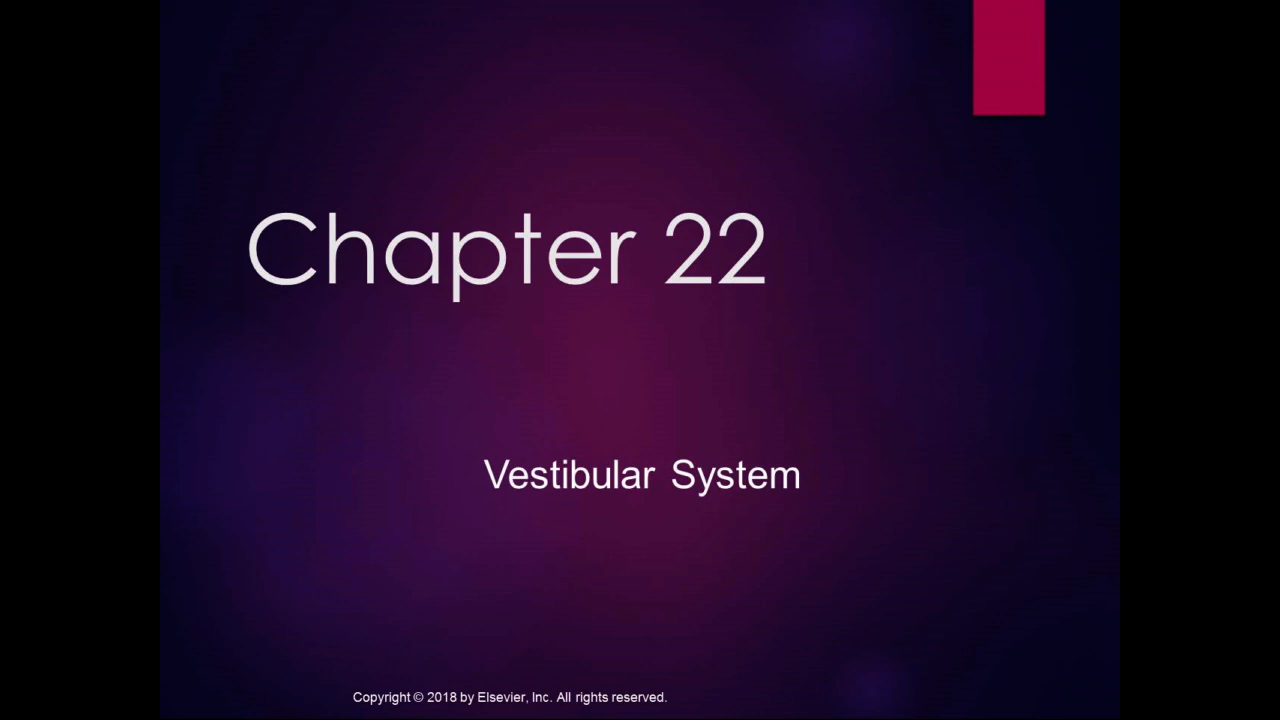 Chapter 22
Vestibular System
Copyright © 2018 by Elsevier, Inc. All rights reserved.